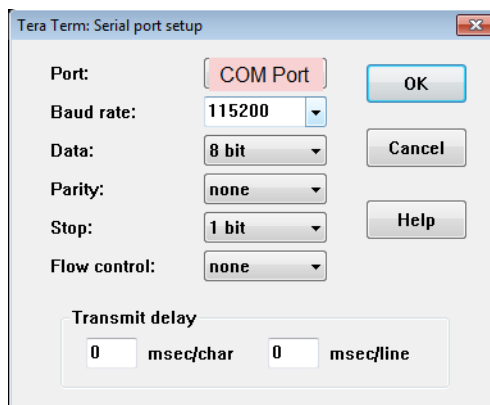 Tera Term: Serial port setup
Port: COM Port
OK
Baud rate: 115200
Data: 8 bit
Cancel
Parity: none
Stop: 1 bit
Help
Flow control: none
Transmit delay
0 msec/char 0 msec/line